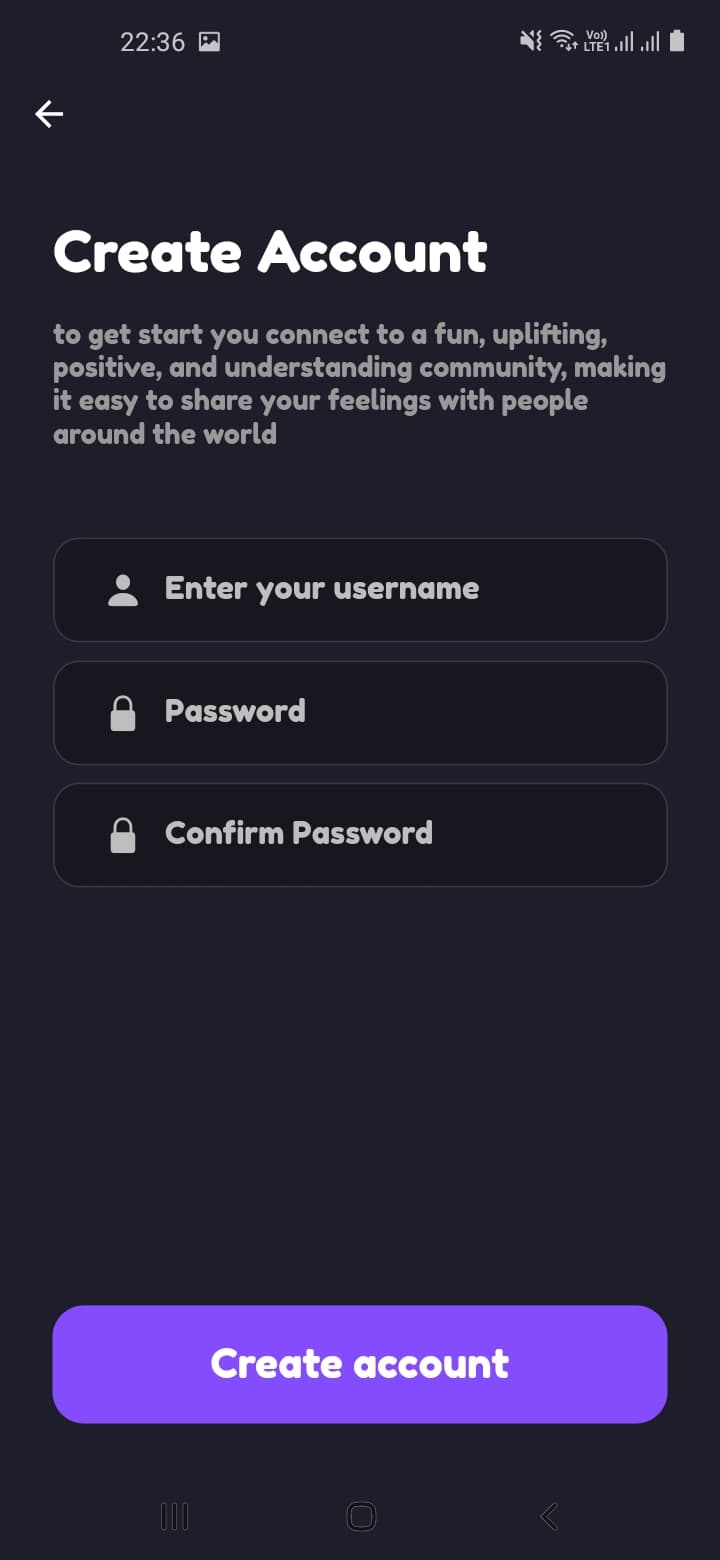 22:36
Vo)) LTE1
Create Account
to get start you connect to a fun, uplifting,
positive, and understanding community, making
it easy to share your feelings with people
around the world
Enter your username
Password
Confirm Password
Create account